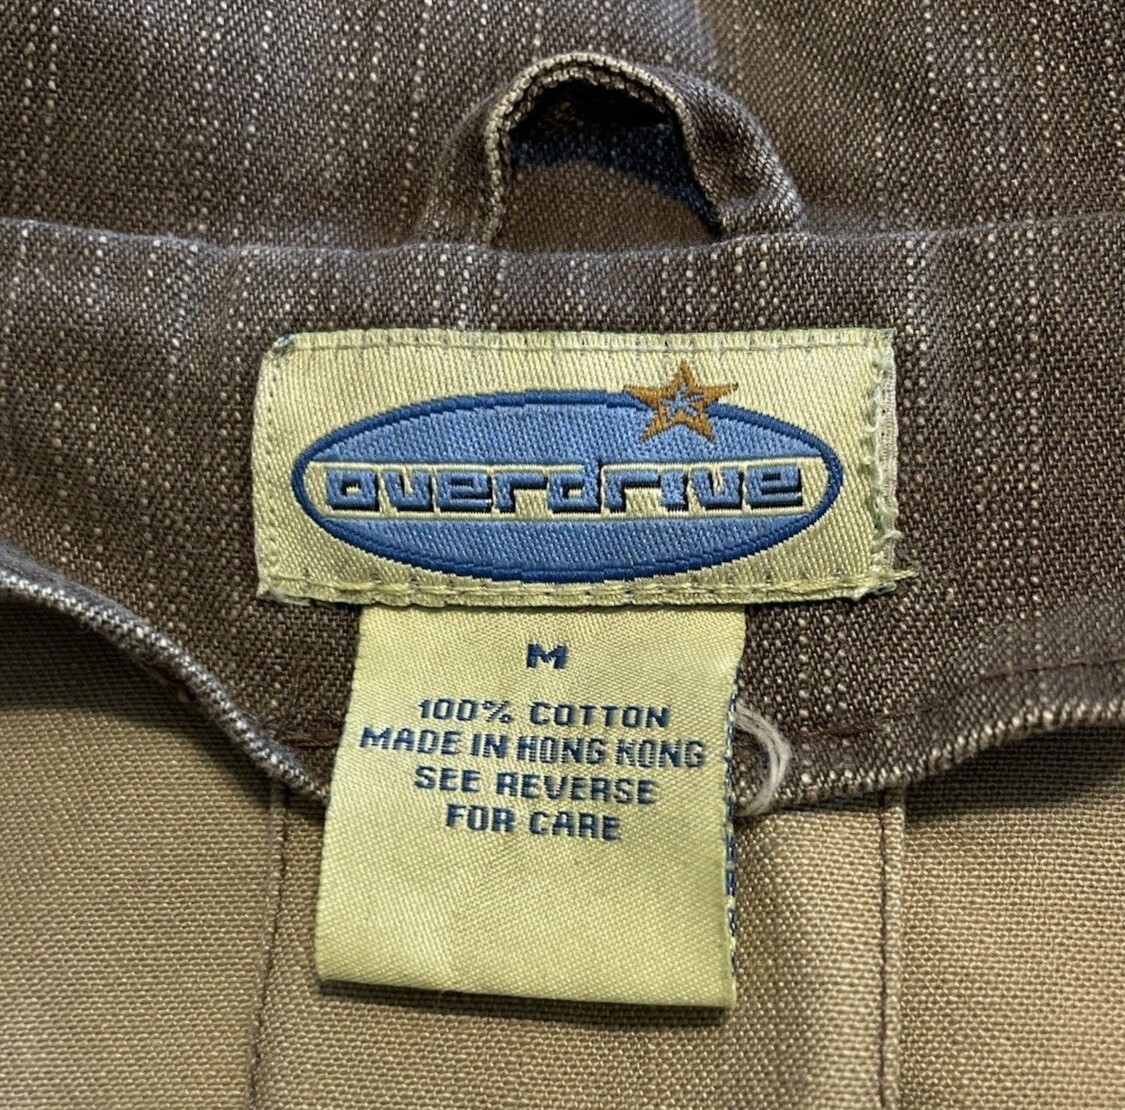 overdrive
M
100% COTTON
MADE IN HONG KONG
SEE REVERSE
FOR CARE